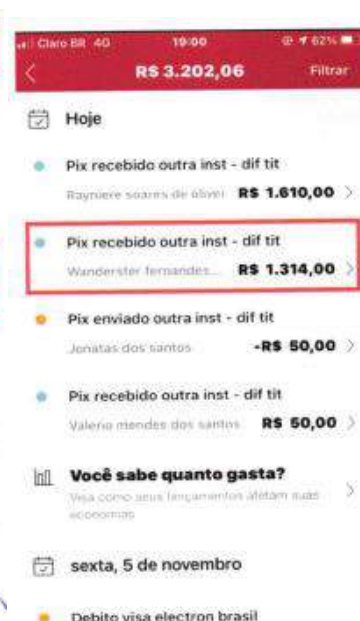 Claro BR 4G 19:00 62%
R$ 3.202,06 Filtrar
Hoje
Pix recebido outra inst - dif tit
Rayniere soares de olivei R$ 1.610,00
Pix recebido outra inst - dif tit
Wanderster fernandes... R$ 1.314,00
Pix enviado outra inst - dif tit
Jonatas dos santos -R$ 50,00
Pix recebido outra inst - dif tit
Valerio mendes dos santos R$ 50,00
Você sabe quanto gasta?
Veja como seus lançamentos afetam suas
economias
sexta, 5 de novembro
Debito visa electron brasil